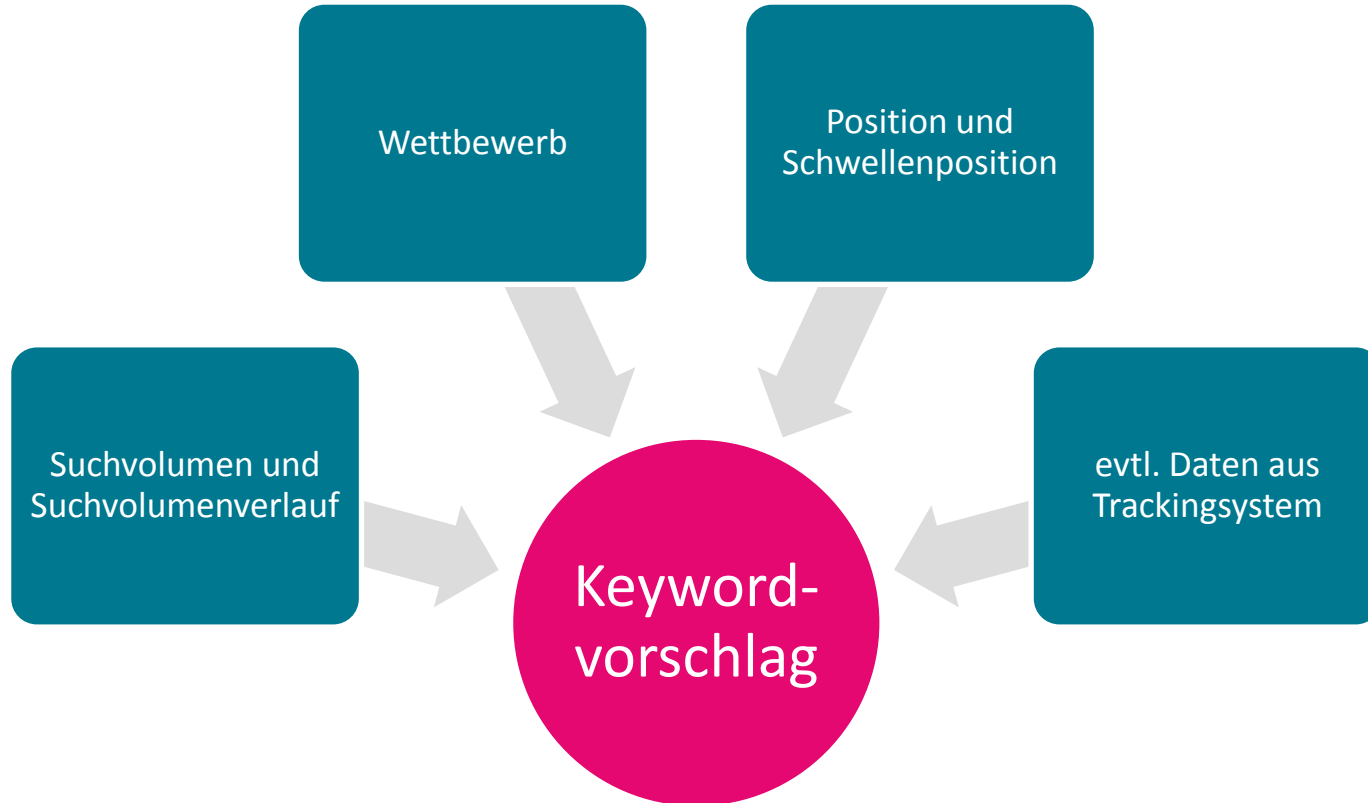 Wettbewerb
Position und
Schwellenposition
Suchvolumen und
Suchvolumenverlauf
evtl. Daten aus
Trackingsystem
Keyword-
vorschlag